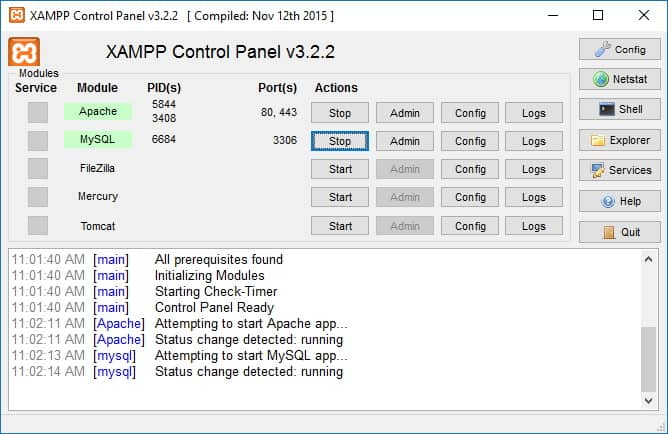 XAMPP Control Panel v3.2.2 [ Compiled: Nov 12th 2015 ]
XAMPP Control Panel v3.2.2
Config
Modules
Service Module PID(s) Port(s) Actions
Netstat
Apache 5844 3408 80, 443 Stop Admin Config Logs
Shell
MySQL 6684 3306 Stop Admin Config Logs
Explorer
FileZilla Start Admin Config Logs
Services
Mercury Start Admin Config Logs
Help
Tomcat Start Admin Config Logs
Quit
11:01:40 AM [main] All prerequisites found
11:01:40 AM [main] Initializing Modules
11:01:40 AM [main] Starting Check-Timer
11:01:40 AM [main] Control Panel Ready
11:02:11 AM [Apache] Attempting to start Apache app...
11:02:11 AM [Apache] Status change detected: running
11:02:13 AM [mysql] Attempting to start MySQL app...
11:02:14 AM [mysql] Status change detected: running